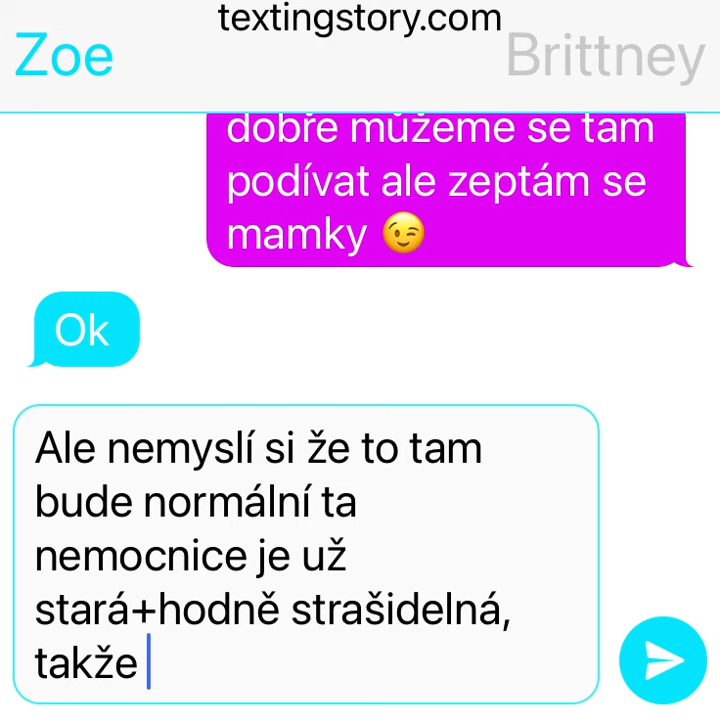 textingstory.com
Zoe
Brittney
dobře můžeme se tam
podívat ale zeptám se
mamky 😉
Ok
Ale nemyslí si že to tam
bude normální ta
nemocnice je už
stará+hodně strašidelná,
takže